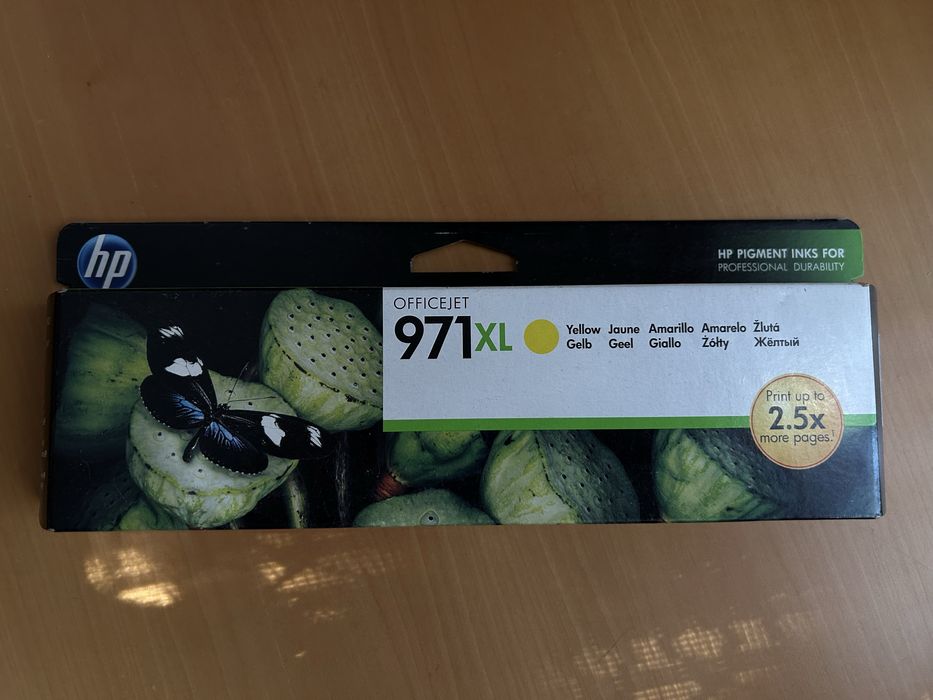 hp
HP PIGMENT INKS FOR
PROFESSIONAL DURABILITY
OFFICEJET
971XL
Yellow Jaune Amarillo Amarelo Žlutá
Gelb Geel Giallo Żółty Жёлтый
Print up to
2.5x
more pages.¹